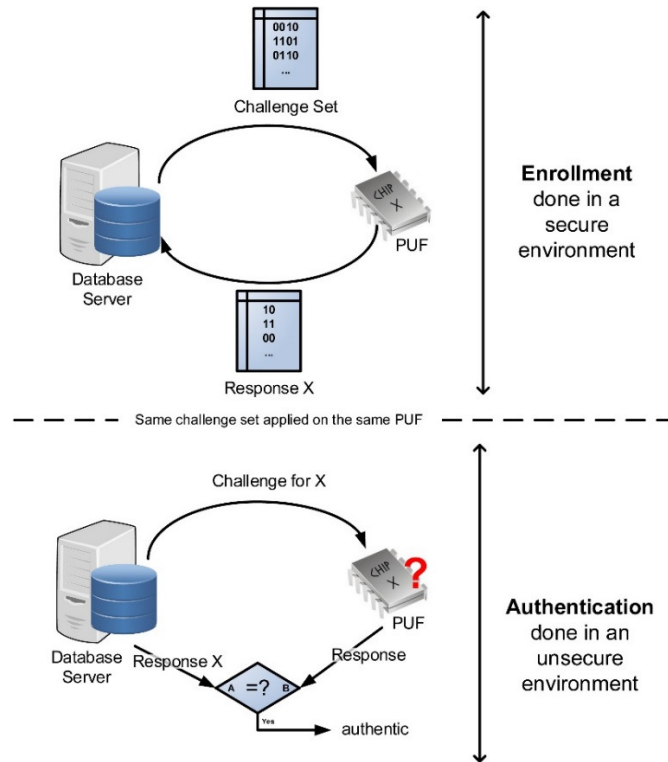 0010
1101
0110
...
Challenge Set
CHIP
X
PUF
Database
Server
10
11
00
...
Response X
Enrollment
done in a
secure
environment
Same challenge set applied on the same PUF
Challenge for X
CHIP
X
?
PUF
Database
Server
Response X
Response
A =? B
Yes
authentic
Authentication
done in an
unsecure
environment